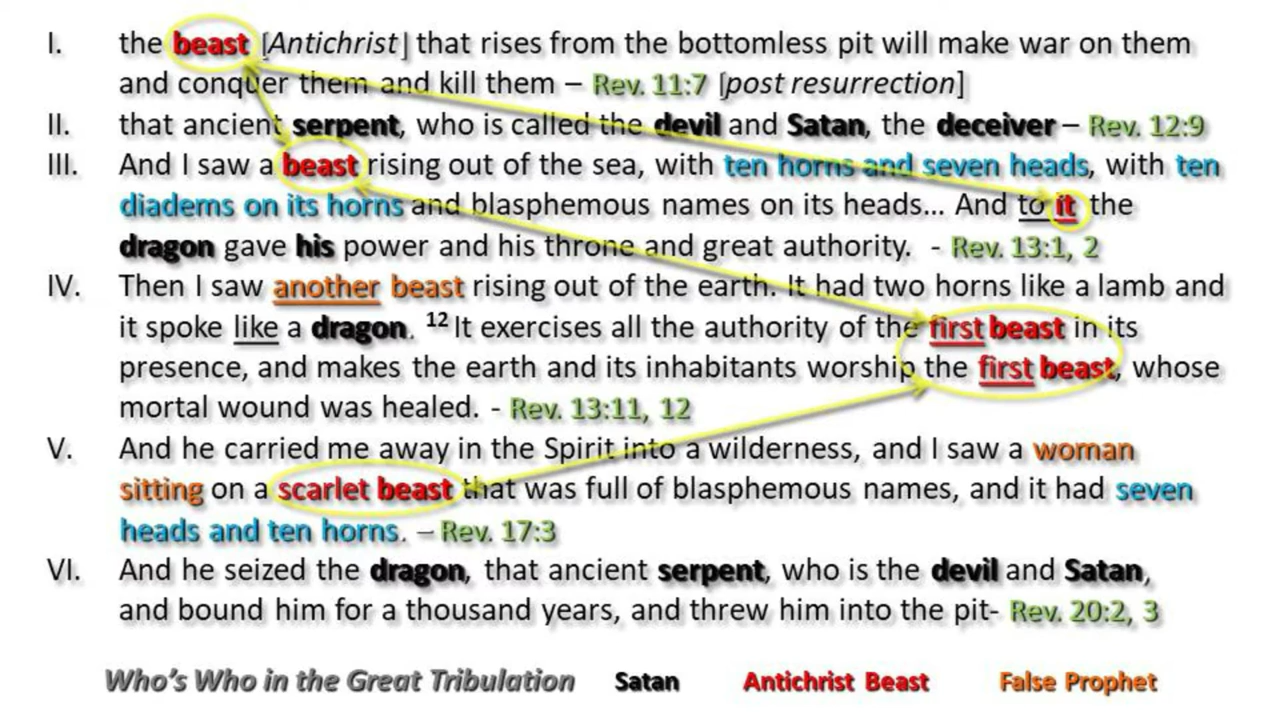 I. the beast [Antichrist] that rises from the bottomless pit will make war on them
and conquer them and kill them – Rev. 11:7 [post resurrection]
II. that ancient serpent, who is called the devil and Satan, the deceiver – Rev. 12:9
III. And I saw a beast rising out of the sea, with ten horns and seven heads, with ten
diadems on its horns and blasphemous names on its heads... And to it the
dragon gave his power and his throne and great authority. - Rev. 13:1, 2
IV. Then I saw another beast rising out of the earth. It had two horns like a lamb and
it spoke like a dragon. 12 It exercises all the authority of the first beast in its
presence, and makes the earth and its inhabitants worship the first beast, whose
mortal wound was healed. - Rev. 13:11, 12
V. And he carried me away in the Spirit into a wilderness, and I saw a woman
sitting on a scarlet beast that was full of blasphemous names, and it had seven
heads and ten horns. – Rev. 17:3
VI. And he seized the dragon, that ancient serpent, who is the devil and Satan,
and bound him for a thousand years, and threw him into the pit- Rev. 20:2, 3
Who's Who in the Great Tribulation Satan Antichrist Beast False Prophet